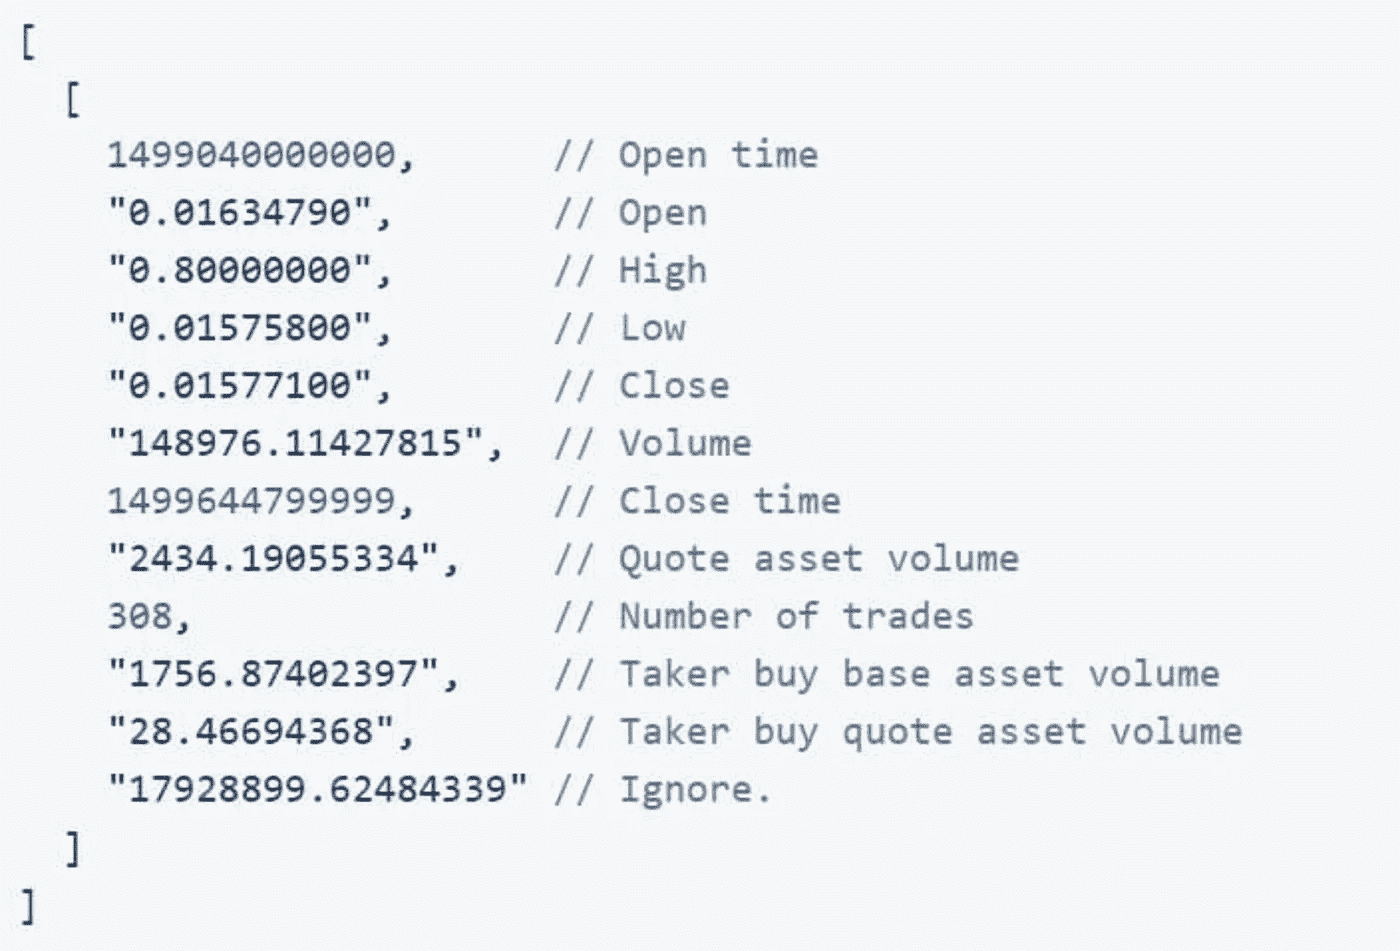 [
  [
    1499040000000,      // Open time
    "0.01634790",       // Open
    "0.80000000",       // High
    "0.01575800",       // Low
    "0.01577100",       // Close
    "148976.11427815",  // Volume
    1499644799999,      // Close time
    "2434.19055334",    // Quote asset volume
    308,                // Number of trades
    "1756.87402397",    // Taker buy base asset volume
    "28.46694368",      // Taker buy quote asset volume
    "17928899.62484339" // Ignore.
  ]
]